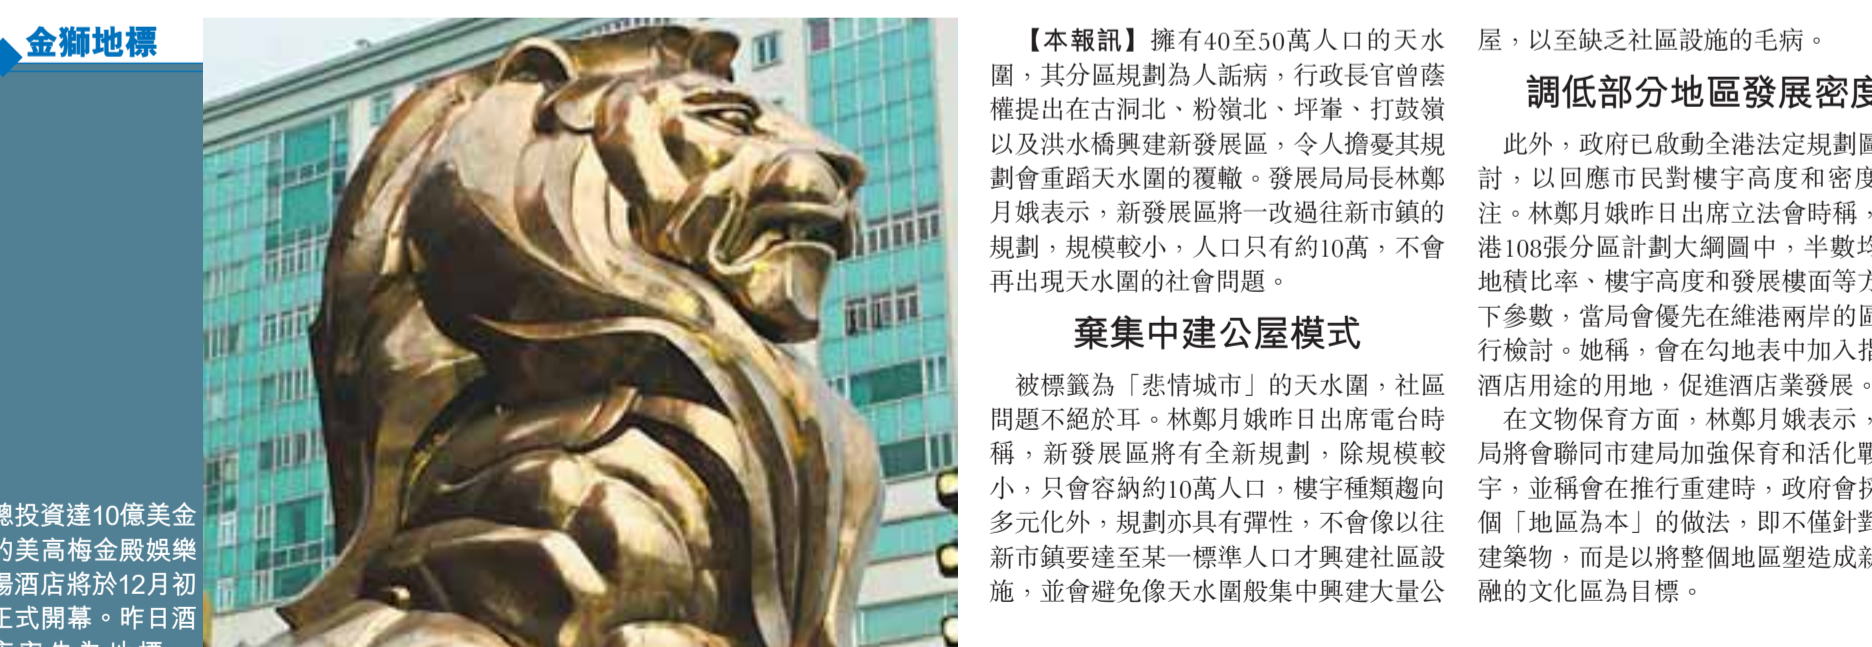 金獅地標
總投資達10億美金
的美高梅金殿娛樂
場酒店將於12月初
正式開幕。昨日酒
【本報訊】擁有40至50萬人口的天水
圍，其分區規劃為人詬病，行政長官曾蔭
權提出在古洞北、粉嶺北、坪輋、打鼓嶺
以及洪水橋興建新發展區，令人擔憂其規
劃會重蹈天水圍的覆轍。發展局局長林鄭
月娥表示，新發展區將一改過往新市鎮的
規劃，規模較小，人口只有約10萬，不會
再出現天水圍的社會問題。
棄集中建公屋模式
被標籤為「悲情城市」的天水圍，社區
問題不絕於耳。林鄭月娥昨日出席電台時
稱，新發展區將有全新規劃，除規模較
小，只會容納約10萬人口，樓宇種類趨向
多元化外，規劃亦具有彈性，不會像以往
新市鎮要達至某一標準人口才興建社區設
施，並會避免像天水圍般集中興建大量公
屋，以至缺乏社區設施的毛病。
調低部分地區發展密度
此外，政府已啟動全港法定規劃圖
討，以回應市民對樓宇高度和密度
注。林鄭月娥昨日出席立法會時稱，
港108張分區計劃大綱圖中，半數均
地積比率、樓宇高度和發展樓面等方
下參數，當局會優先在維港兩岸的區
行檢討。她稱，會在勾地表中加入指
酒店用途的用地，促進酒店業發展。
在文物保育方面，林鄭月娥表示，
局將會聯同市建局加強保育和活化戰
宇，並稱會在推行重建時，政府會採
個「地區為本」的做法，即不僅針對
建築物，而是以將整個地區塑造成新
融的文化區為目標。